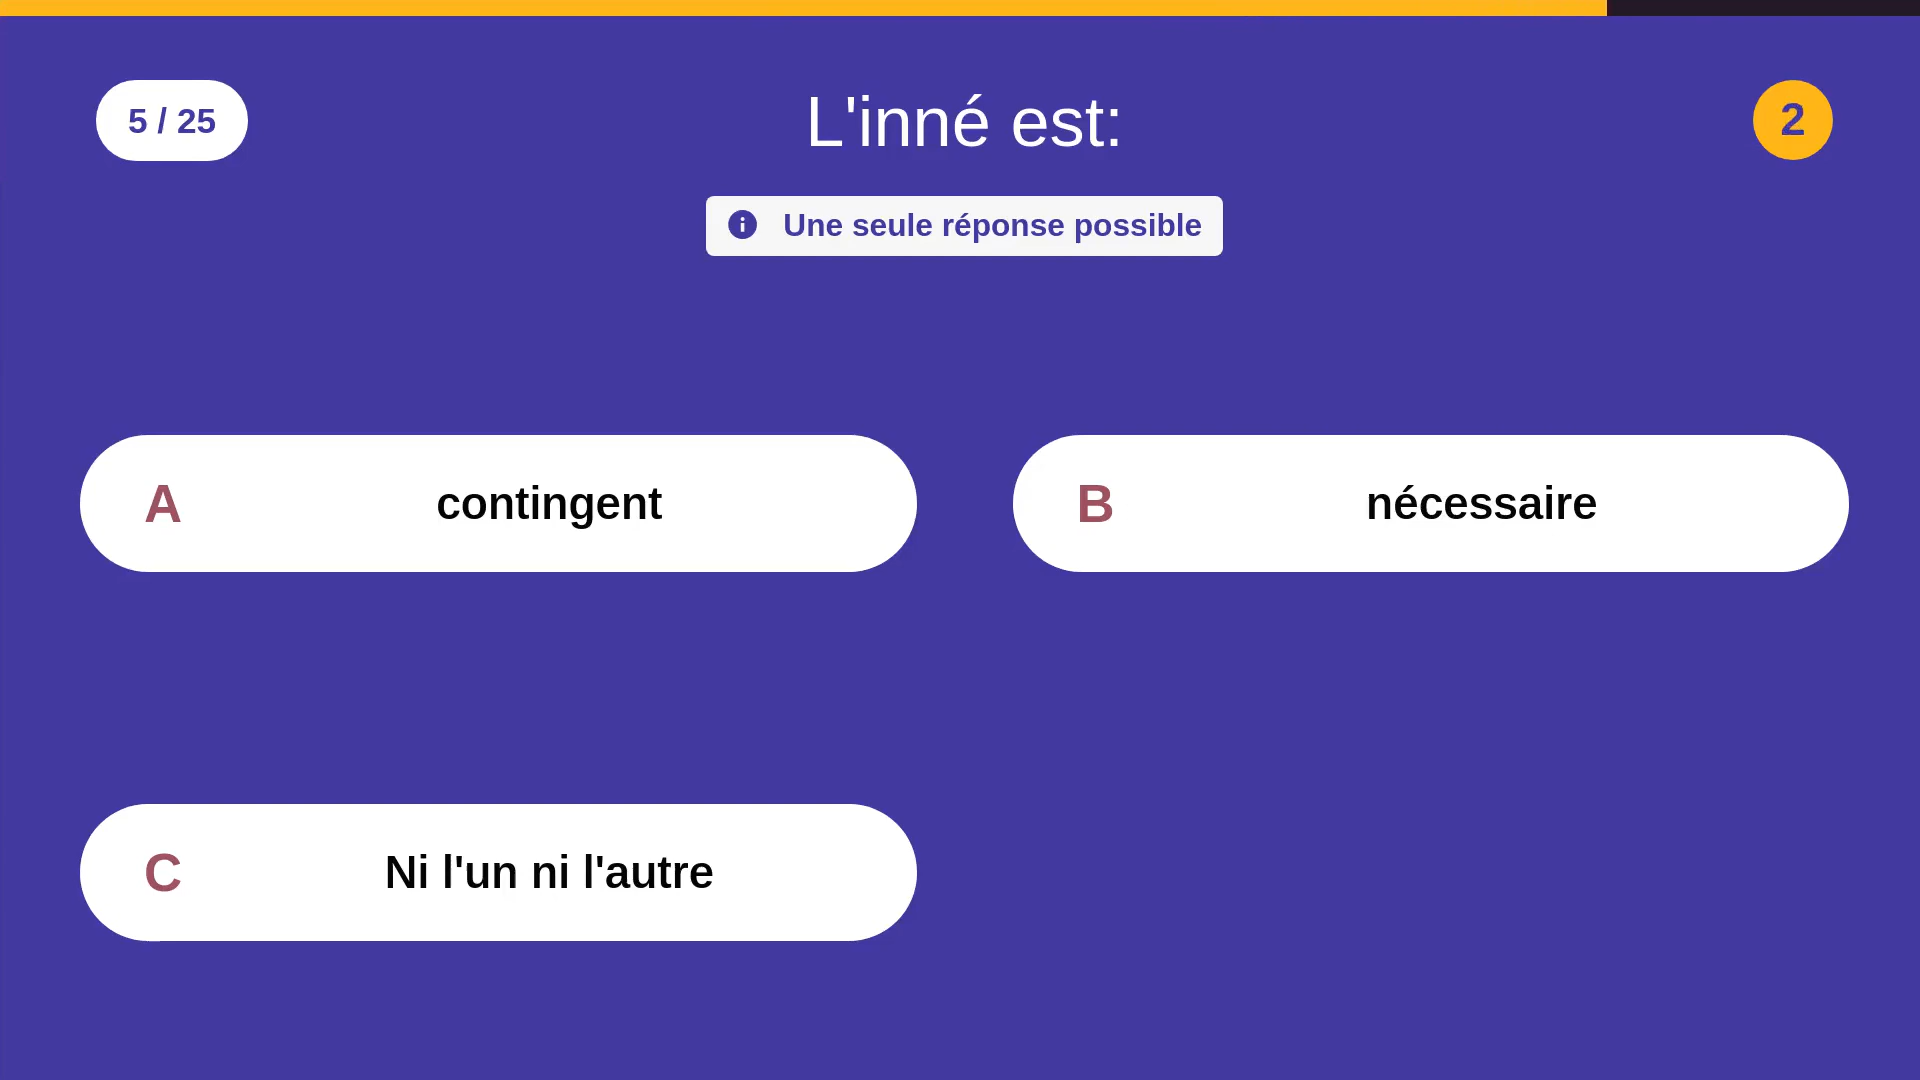 5 / 25
L'inné est:
2
Une seule réponse possible
A contingent
B nécessaire
C Ni l'un ni l'autre